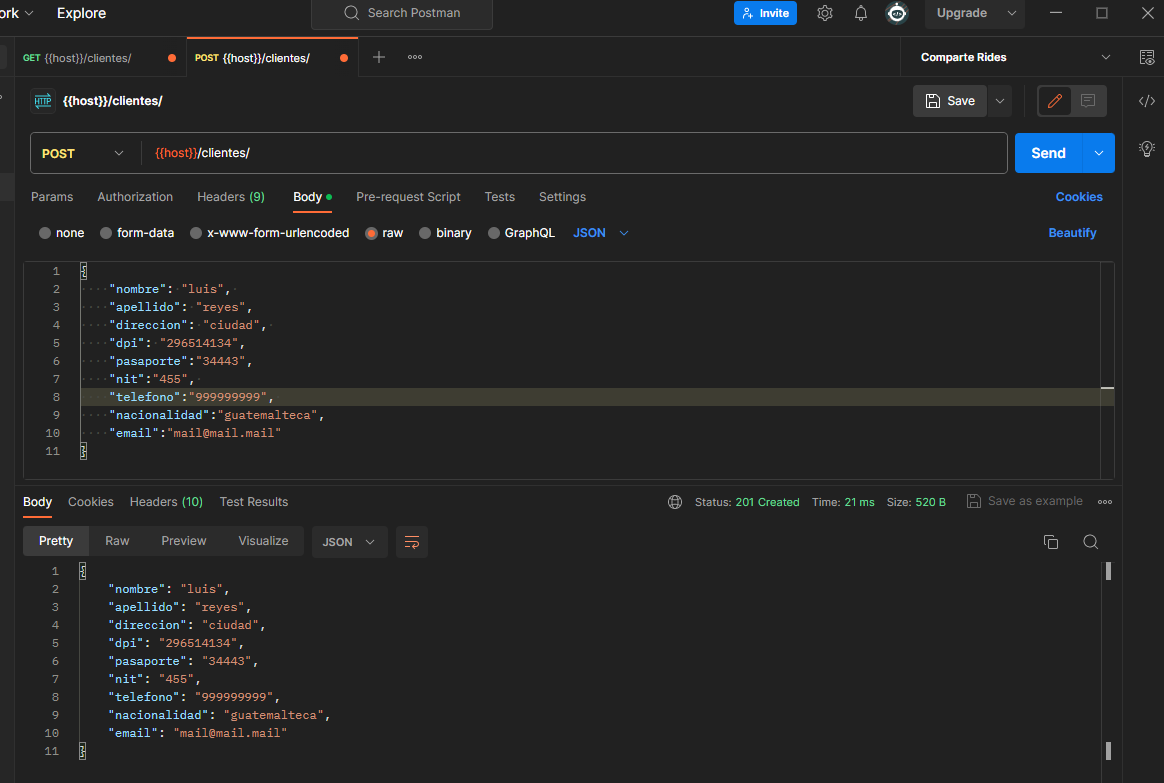 ork Explore Search Postman Invite Upgrade
GET {{host}}/clientes/ POST {{host}}/clientes/ Comparte Rides
HTTP {{host}}/clientes/ Save
POST {{host}}/clientes/ Send
Params Authorization Headers (9) Body Pre-request Script Tests Settings Cookies
none form-data x-www-form-urlencoded raw binary GraphQL JSON Beautify
1 {
2 "nombre": "luis",
3 "apellido": "reyes",
4 "direccion": "ciudad",
5 "dpi": "296514134",
6 "pasaporte":"34443",
7 "nit":"455",
8 "telefono":"999999999",
9 "nacionalidad":"guatemalteca",
10 "email":"mail@mail.mail"
11 }
Body Cookies Headers (10) Test Results Status: 201 Created Time: 21 ms Size: 520 B Save as example
Pretty Raw Preview Visualize JSON
1 {
2 "nombre": "luis",
3 "apellido": "reyes",
4 "direccion": "ciudad",
5 "dpi": "296514134",
6 "pasaporte": "34443",
7 "nit": "455",
8 "telefono": "999999999",
9 "nacionalidad": "guatemalteca",
10 "email": "mail@mail.mail"
11 }